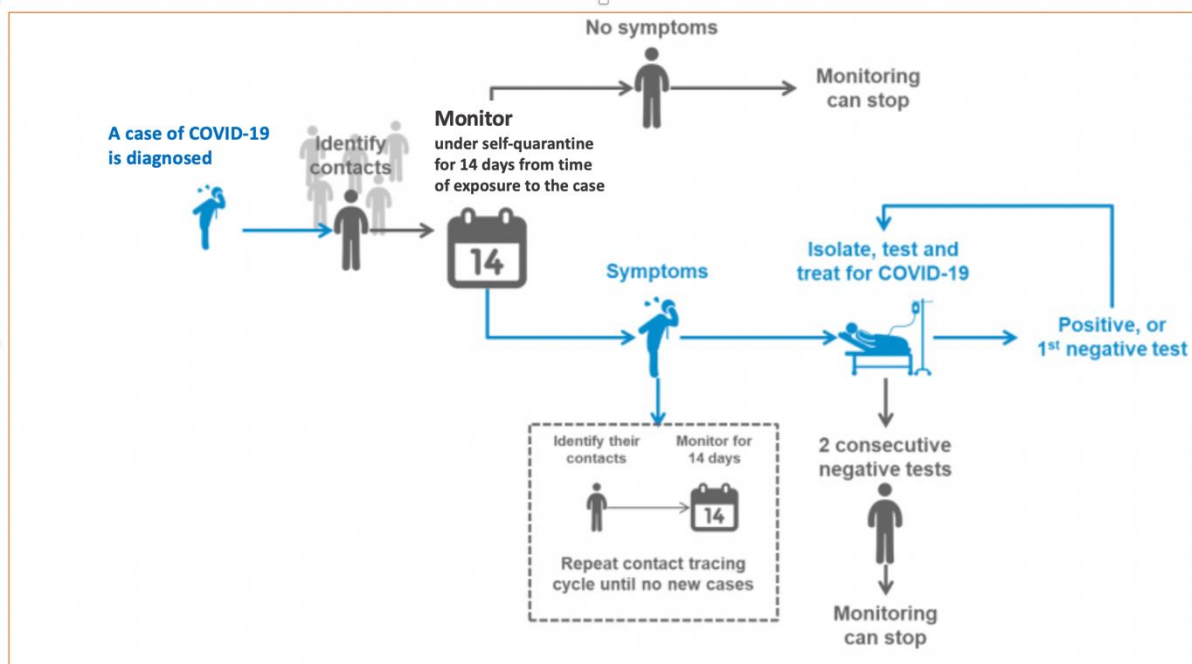 No symptoms
Monitoring
can stop
A case of COVID-19
is diagnosed
Identify
contacts
Monitor
under self-quarantine
for 14 days from time
of exposure to the case
14
Symptoms
Isolate, test and
treat for COVID-19
Positive, or
1st negative test
Identify their
contacts
Monitor for
14 days
14
Repeat contact tracing
cycle until no new cases
2 consecutive
negative tests
Monitoring
can stop